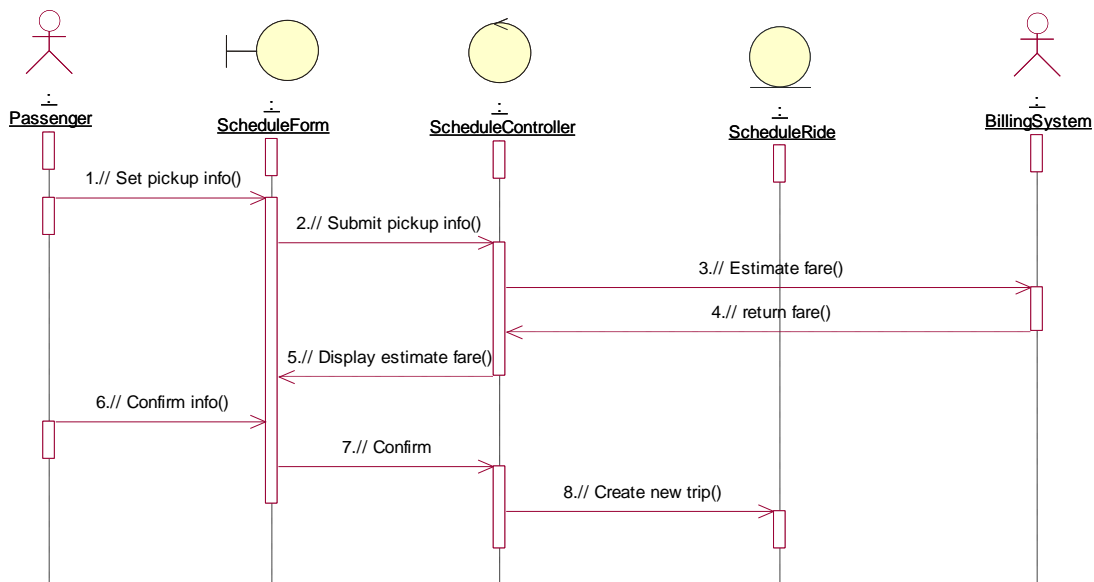 :
Passenger
:
ScheduleForm
:
ScheduleController
:
ScheduleRide
:
BillingSystem
1.// Set pickup info()
2.// Submit pickup info()
3.// Estimate fare()
4.// return fare()
5.// Display estimate fare()
6.// Confirm info()
7.// Confirm
8.// Create new trip()